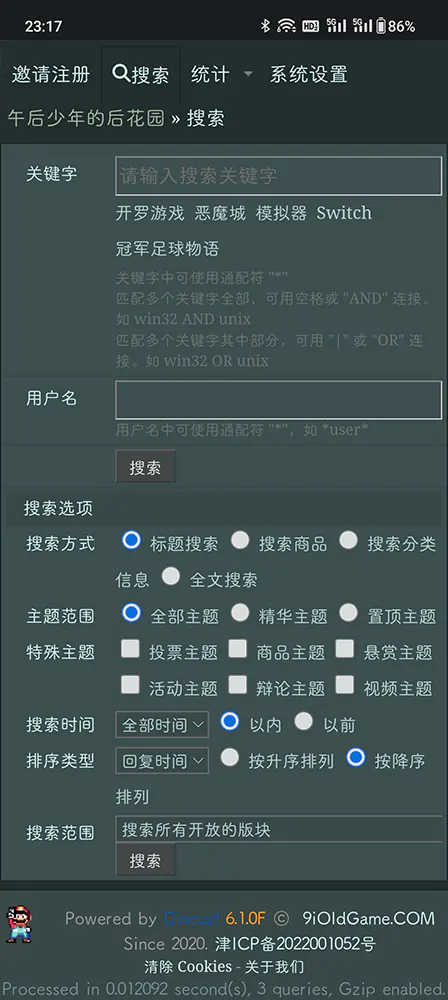 23:17 HD2 5G 5G 86%
邀请注册 搜索 统计 系统设置
午后少年的后花园 » 搜索
关键字 请输入搜索关键字
开罗游戏 恶魔城 模拟器 Switch
冠军足球物语
关键字中可使用通配符 "*"
匹配多个关键字全部，可用空格或 "AND" 连接。
如 win32 AND unix
匹配多个关键字其中部分，可用 "|" 或 "OR" 连
接。如 win32 OR unix
用户名
用户名中可使用通配符 "*"，如 *user*
搜索
搜索选项
搜索方式 标题搜索 搜索商品 搜索分类
信息 全文搜索
主题范围 全部主题 精华主题 置顶主题
特殊主题 投票主题 商品主题 悬赏主题
活动主题 辩论主题 视频主题
搜索时间 全部时间 以内 以前
排序类型 回复时间 按升序排列 按降序
排列
搜索范围 搜索所有开放的版块
搜索
Powered by Discuz! 6.1.0F © 9iOldGame.COM
Since 2020. 津ICP备2022001052号
清除 Cookies - 关于我们
Processed in 0.012092 second(s), 3 queries, Gzip enabled.